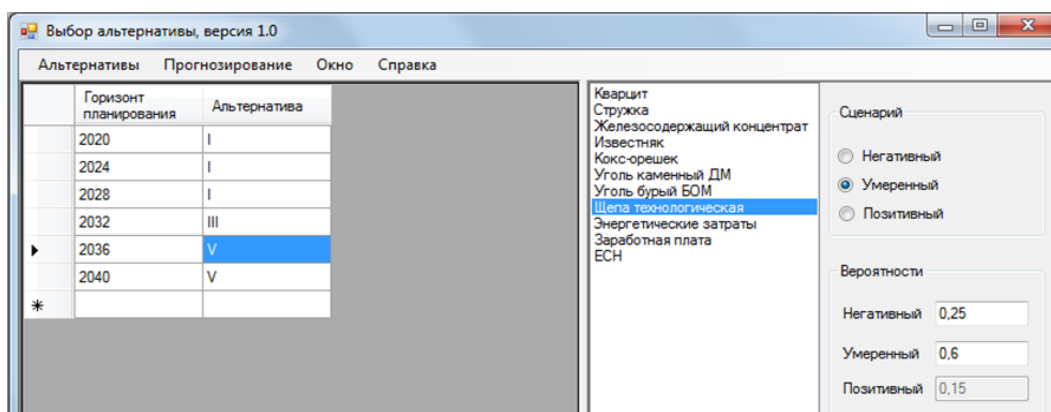 Выбор альтернативы, версия 1.0
Альтернативы Прогнозирование Окно Справка
Горизонт планирования Альтернатива
2020 I
2024 I
2028 I
2032 III
2036 V
2040 V
Кварцит
Стружка
Железосодержащий концентрат
Известняк
Кокс-орешек
Уголь каменный ДМ
Уголь бурый БОМ
Щепа технологическая
Энергетические затраты
Заработная плата
ЕСН
Сценарий
Негативный
Умеренный
Позитивный
Вероятности
Негативный 0,25
Умеренный 0,6
Позитивный 0,15